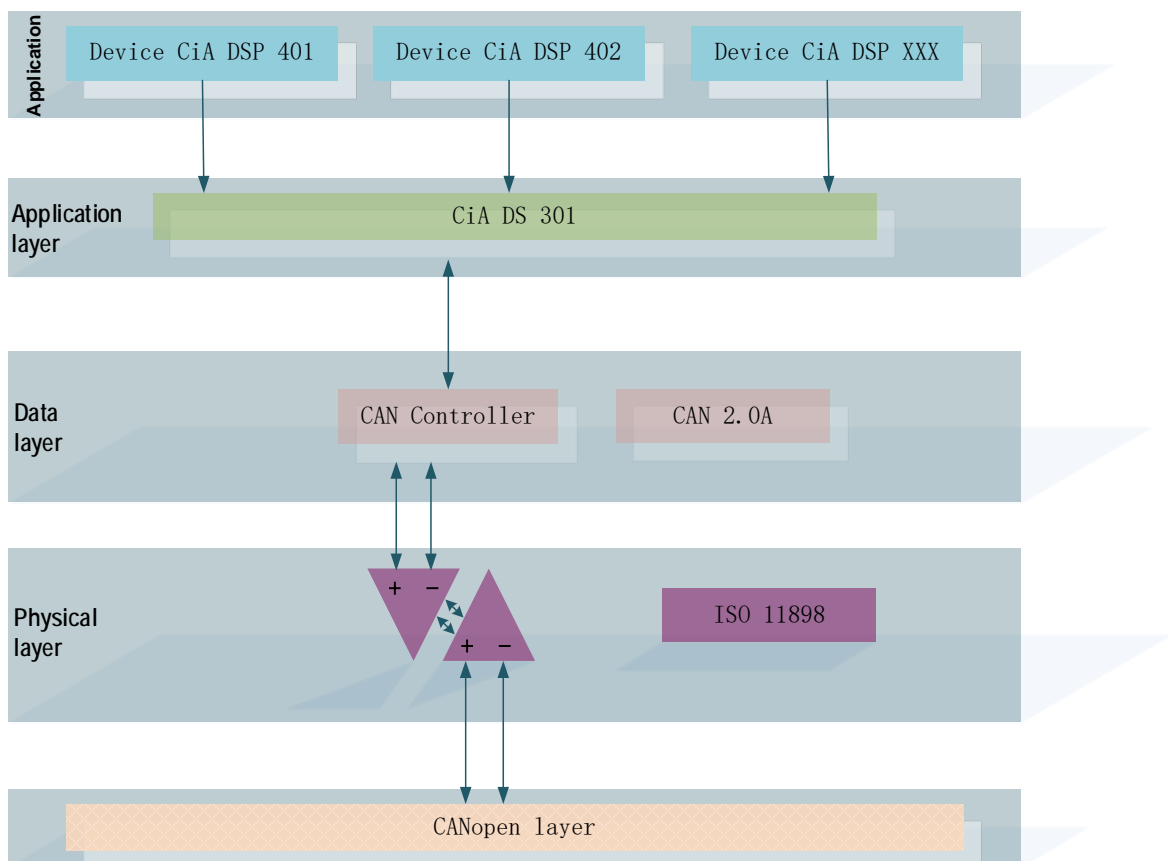 Application
Device CiA DSP 401
Device CiA DSP 402
Device CiA DSP XXX
Application
layer
CiA DS 301
Data
layer
CAN Controller
CAN 2.0A
Physical
layer
+ −
+ −
ISO 11898
CANopen layer